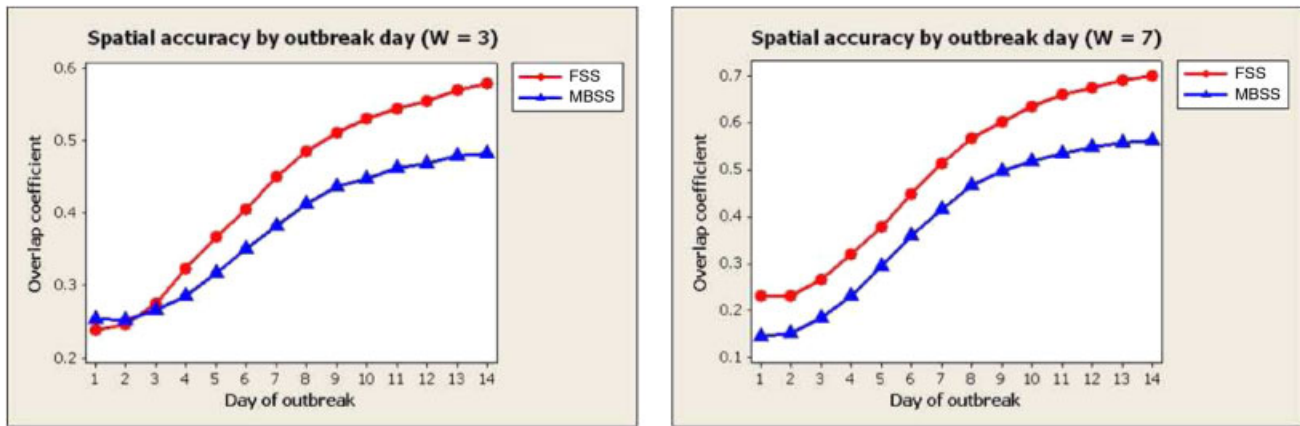 Spatial accuracy by outbreak day (W = 3)
0.6
0.5
0.4
0.3
0.2
Overlap coefficient
1 2 3 4 5 6 7 8 9 10 11 12 13 14
Day of outbreak
FSS
MBSS
Spatial accuracy by outbreak day (W = 7)
0.7
0.6
0.5
0.4
0.3
0.2
0.1
Overlap coefficient
1 2 3 4 5 6 7 8 9 10 11 12 13 14
Day of outbreak
FSS
MBSS